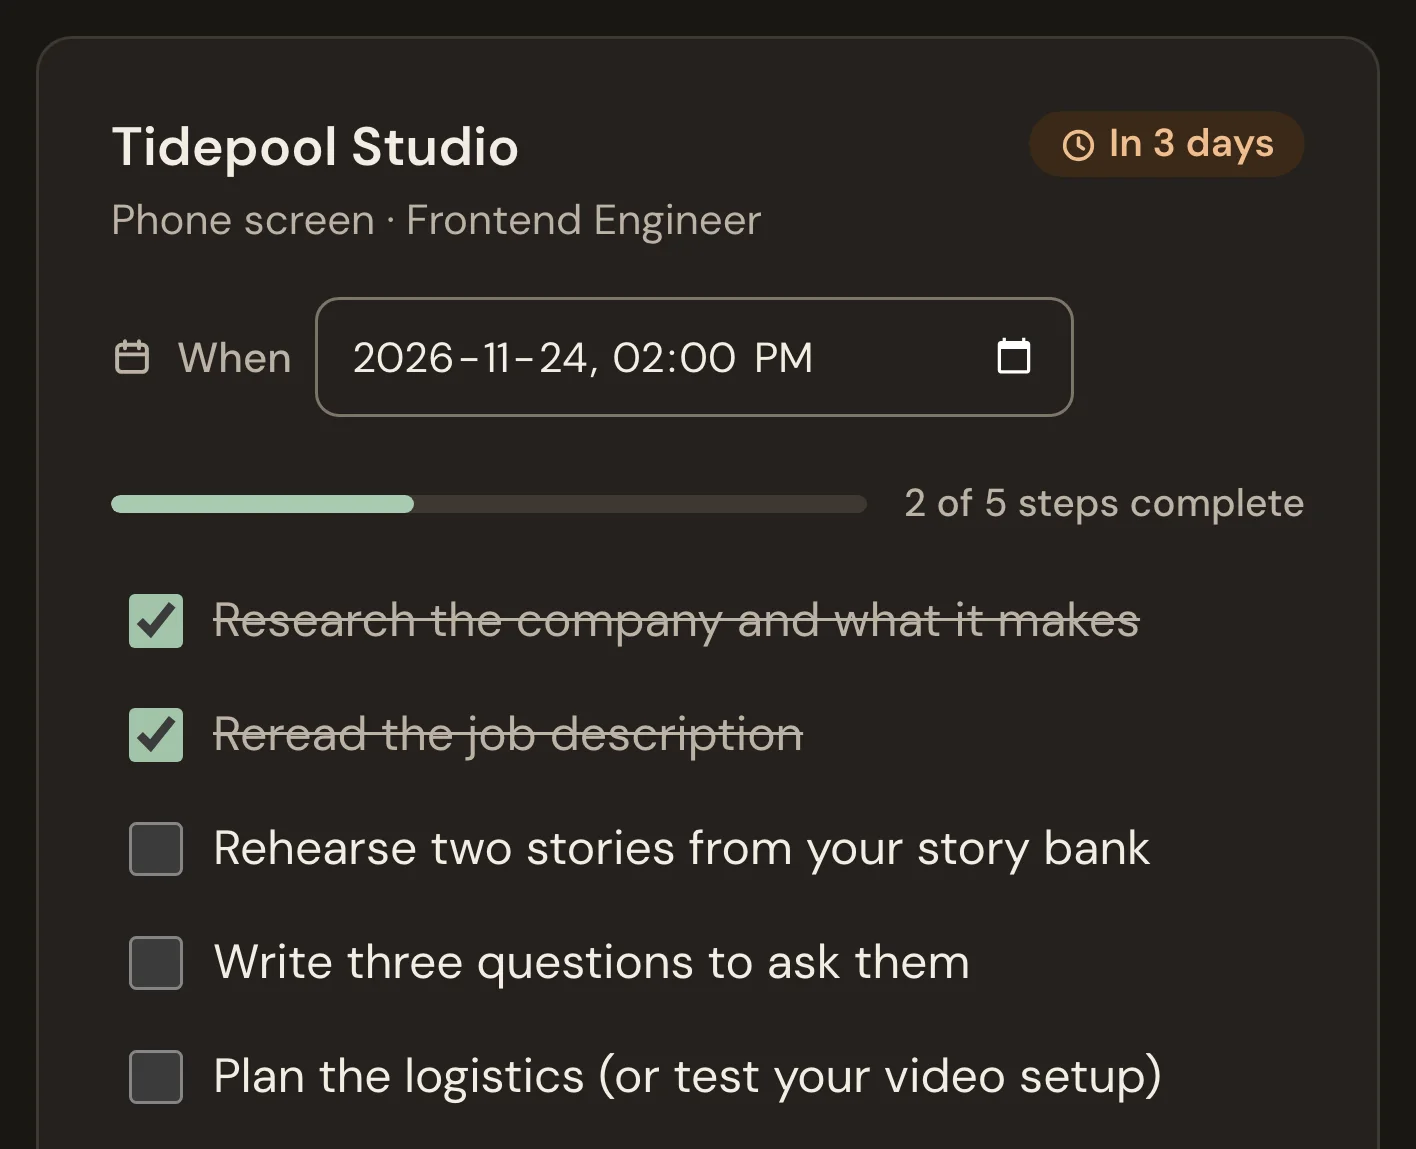 Tidepool Studio
In 3 days
Phone screen · Frontend Engineer
When
2026-11-24, 02:00 PM
2 of 5 steps complete
Research the company and what it makes
Reread the job description
Rehearse two stories from your story bank
Write three questions to ask them
Plan the logistics (or test your video setup)